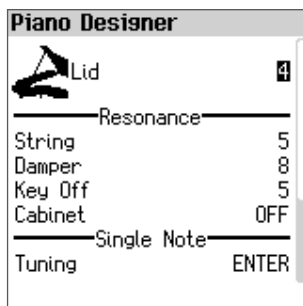 Piano Designer
Lid 4
Resonance
String 5
Damper 8
Key Off 5
Cabinet OFF
Single Note
Tuning ENTER